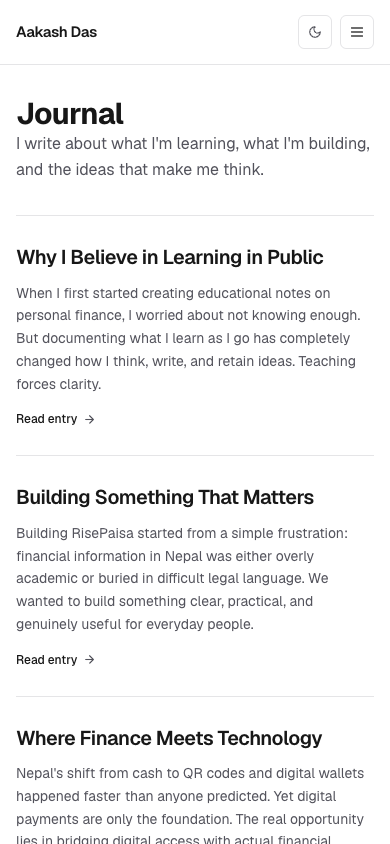 Aakash Das
Journal
I write about what I'm learning, what I'm building,
and the ideas that make me think.
Why I Believe in Learning in Public
When I first started creating educational notes on
personal finance, I worried about not knowing enough.
But documenting what I learn as I go has completely
changed how I think, write, and retain ideas. Teaching
forces clarity.
Read entry →
Building Something That Matters
Building RisePaisa started from a simple frustration:
financial information in Nepal was either overly
academic or buried in difficult legal language. We
wanted to build something clear, practical, and
genuinely useful for everyday people.
Read entry →
Where Finance Meets Technology
Nepal's shift from cash to QR codes and digital wallets
happened faster than anyone predicted. Yet digital
payments are only the foundation. The real opportunity
lies in bridging digital access with actual financial